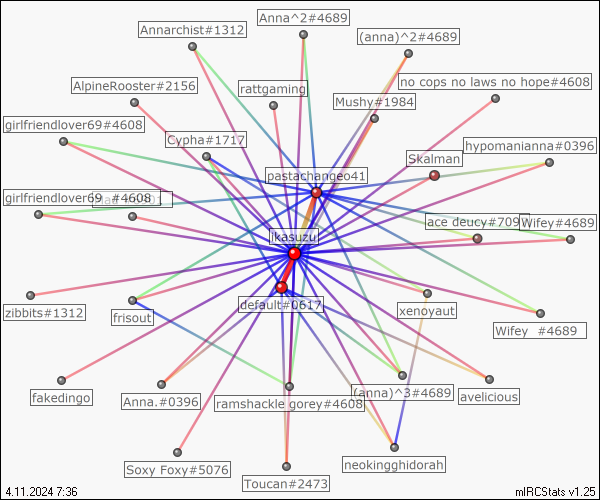 Anna^2#4689
Annarchist#1312
(anna)^2#4689
AlpineRooster#2156
rattgaming
no cops no laws no hope#4608
Mushy#1984
girlfriendlover69#4608
Cypha#1717
hypomanianna#0396
Skalman
pastachangeo41
girlfriendlover69 #4608
ace deucy#709
Wifey#4689
ikasuzu
default#0617
zibbits#1312
frisout
xenoyaut
Wifey #4689
fakedingo
Anna.#0396
ramshackle gorey#4608
(anna)^3#4689
avelicious
Soxy Foxy#5076
Toucan#2473
neokingghidorah
4.11.2024 7:36
mIRCStats v1.25